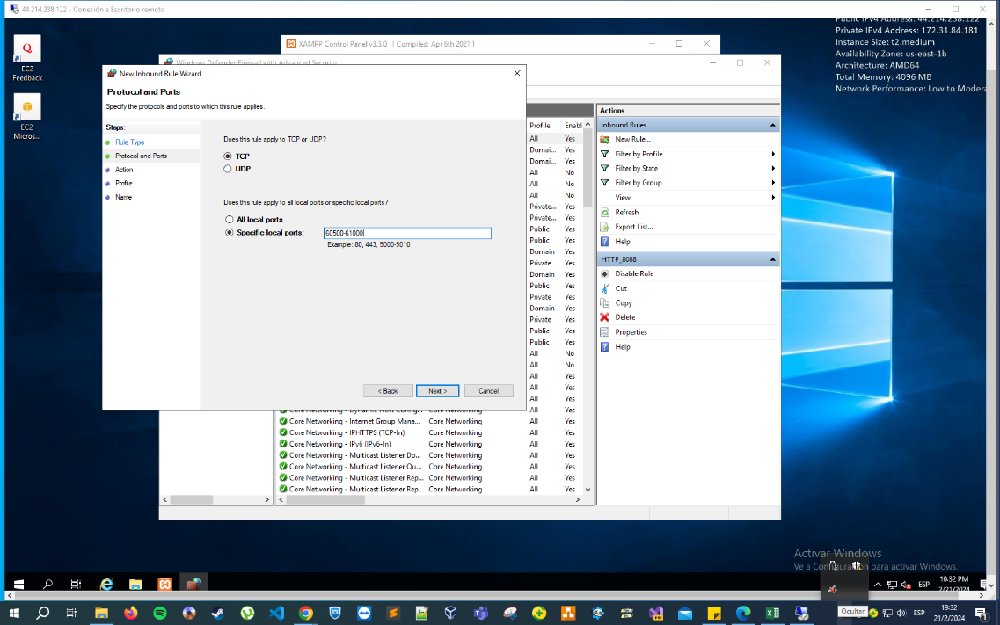 44.214.238.122 - Conexión a Escritorio remoto
Public IPv4 Address: 44.214.238.122
Private IPv4 Address: 172.31.84.181
Instance Size: t2.medium
Availability Zone: us-east-1b
Architecture: AMD64
Total Memory: 4096 MB
Network Performance: Low to Modera
EC2
Feedback
EC2
Micros...
XAMPP Control Panel v3.3.0 [ Compiled: Apr 6th 2021 ]
Windows Defender Firewall with Advanced Security
New Inbound Rule Wizard
Protocol and Ports
Specify the protocols and ports to which this rule applies.
Steps:
Rule Type
Protocol and Ports
Action
Profile
Name
Does this rule apply to TCP or UDP?
TCP
UDP
Does this rule apply to all local ports or specific local ports?
All local ports
Specific local ports:
60500-61000
Example: 80, 443, 5000-5010
< Back
Next >
Cancel
Profile Enabl
All Yes
Domai... Yes
Domai... Yes
All No
All No
All No
Private... Yes
Private... Yes
Public Yes
Public Yes
Domain Yes
Private Yes
Domain Yes
Public Yes
Private Yes
Domain Yes
Private Yes
Public Yes
Public Yes
All No
All No
All Yes
All Yes
All Yes
Core Networking - Dynamic Host Config... Core Networking All Yes
Core Networking - Internet Group Mana... Core Networking All Yes
Core Networking - IPHTTPS (TCP-In) Core Networking All Yes
Core Networking - IPv6 (IPv6-In) Core Networking All Yes
Core Networking - Multicast Listener Do... Core Networking All Yes
Core Networking - Multicast Listener Qu... Core Networking All Yes
Core Networking - Multicast Listener Rep... Core Networking All Yes
Core Networking - Multicast Listener Rep... Core Networking All Yes
Actions
Inbound Rules
New Rule...
Filter by Profile
Filter by State
Filter by Group
View
Refresh
Export List...
Help
HTTP_8088
Disable Rule
Cut
Copy
Delete
Properties
Help
Activar Windows
Ve a Configuración para activar Windows.
ESP
10:32 PM
2/21/2024
Ocultar
ESP
19:32
21/2/2024
1